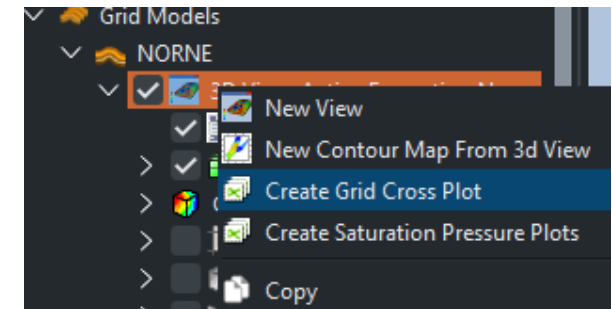 Grid Models
NORNE
New View
New Contour Map From 3d View
Create Grid Cross Plot
Create Saturation Pressure Plots
Copy